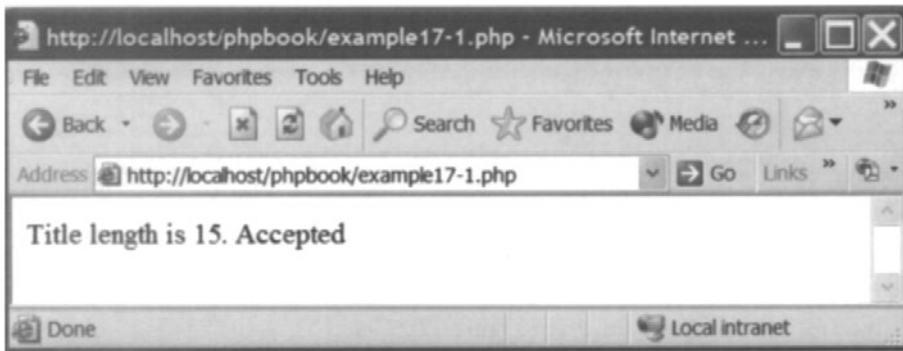 http://localhost/phpbook/example17-1.php - Microsoft Internet ...
File Edit View Favorites Tools Help
Back Search Favorites Media »
Address http://localhost/phpbook/example17-1.php Go Links »
Title length is 15. Accepted
Done Local intranet